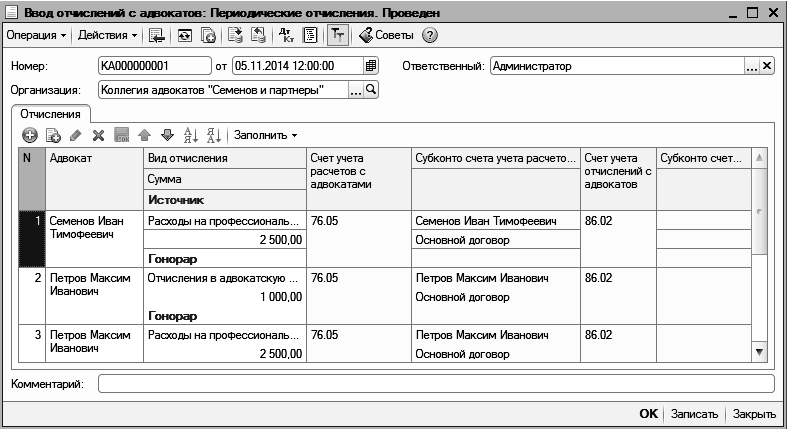 Ввод отчислений с адвокатов: Периодические отчисления. Проведен
Операция Действия Дт Кт Советы
Номер: КА000000001 от 05.11.2014 12:00:00 Ответственный: Администратор ... ×
Организация: Коллегия адвокатов "Семенов и партнеры" ...
Отчисления
Заполнить
N Адвокат Вид отчисления Счет учета расчетов с адвокатами Субконто счета учета расчето... Счет учета отчислений с адвокатов Субконто счет...
Сумма
Источник
1 Семенов Иван Тимофеевич Расходы на профессиональ... 76.05 Семенов Иван Тимофеевич 86.02
2 500,00 Основной договор
Гонорар
2 Петров Максим Иванович Отчисления в адвокатскую ... 76.05 Петров Максим Иванович 86.02
1 000,00 Основной договор
Гонорар
3 Петров Максим Иванович Расходы на профессиональ... 76.05 Петров Максим Иванович 86.02
2 500,00 Основной договор
Комментарий:
OK Записать Закрыть